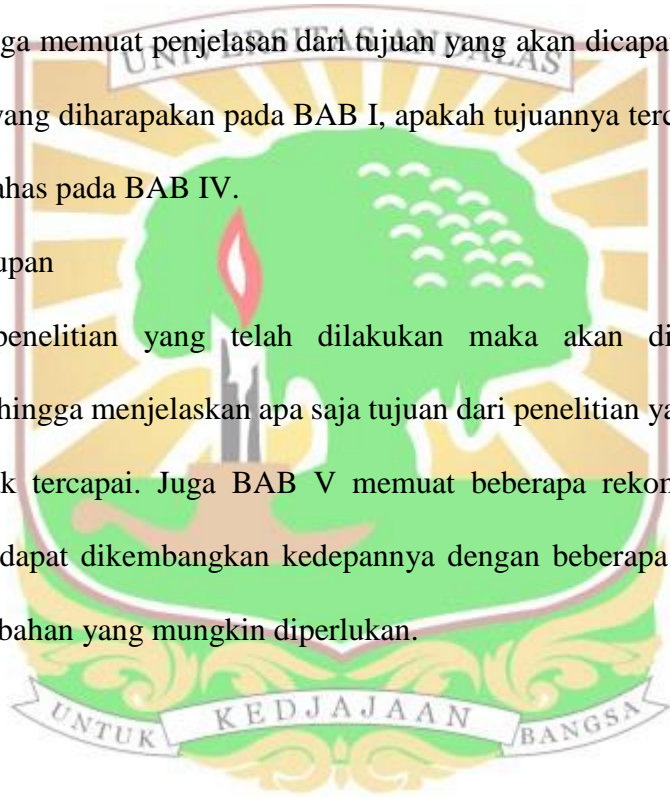 ga memuat penjelasan dari tujuan yang akan dicapa
UNIVERSITAS ANDALAS
yang diharapakan pada BAB I, apakah tujuannya terc
ahas pada BAB IV.
upan
penelitian yang telah dilakukan maka akan di
hingga menjelaskan apa saja tujuan dari penelitian ya
k tercapai. Juga BAB V memuat beberapa rekon
dapat dikembangkan kedepannya dengan beberapa
bahan yang mungkin diperlukan.
UNTUK KEDJAJAAN BANGSA